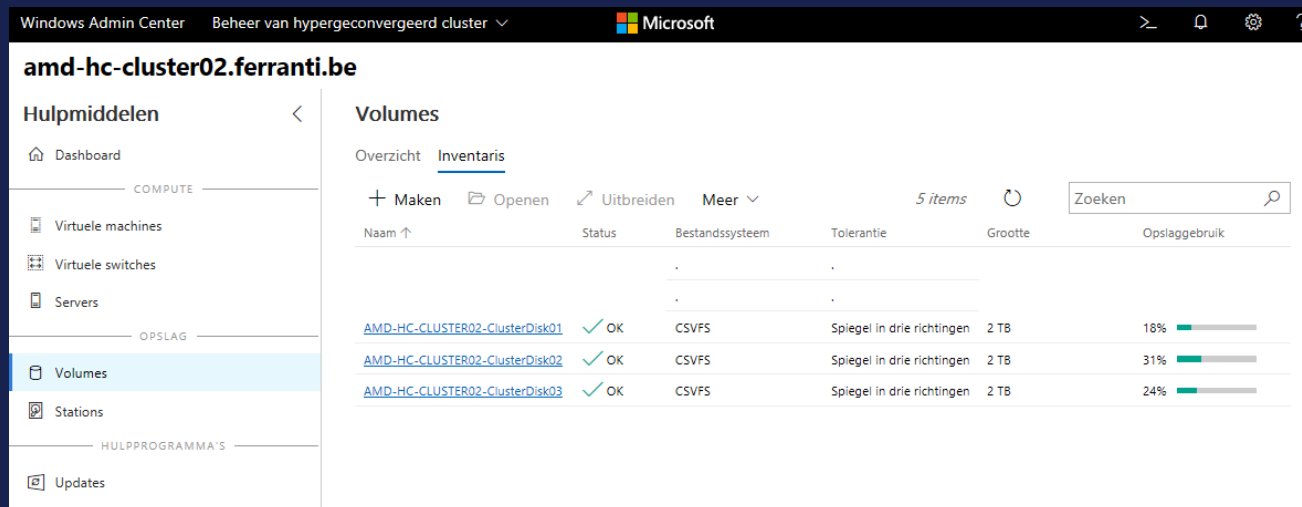 Windows Admin Center Beheer van hypergeconvergeerd cluster Microsoft
amd-hc-cluster02.ferranti.be
Hulpmiddelen
Dashboard
COMPUTE
Virtuele machines
Virtuele switches
Servers
OPSLAG
Volumes
Stations
HULPPROGRAMMA'S
Updates
Volumes
Overzicht Inventaris
Maken Openen Uitbreiden Meer 5 items Zoeken
Naam Status Bestandssysteem Tolerantie Grootte Opslaggebruik
. .
. .
AMD-HC-CLUSTER02-ClusterDisk01 OK CSVFS Spiegel in drie richtingen 2 TB 18%
AMD-HC-CLUSTER02-ClusterDisk02 OK CSVFS Spiegel in drie richtingen 2 TB 31%
AMD-HC-CLUSTER02-ClusterDisk03 OK CSVFS Spiegel in drie richtingen 2 TB 24%